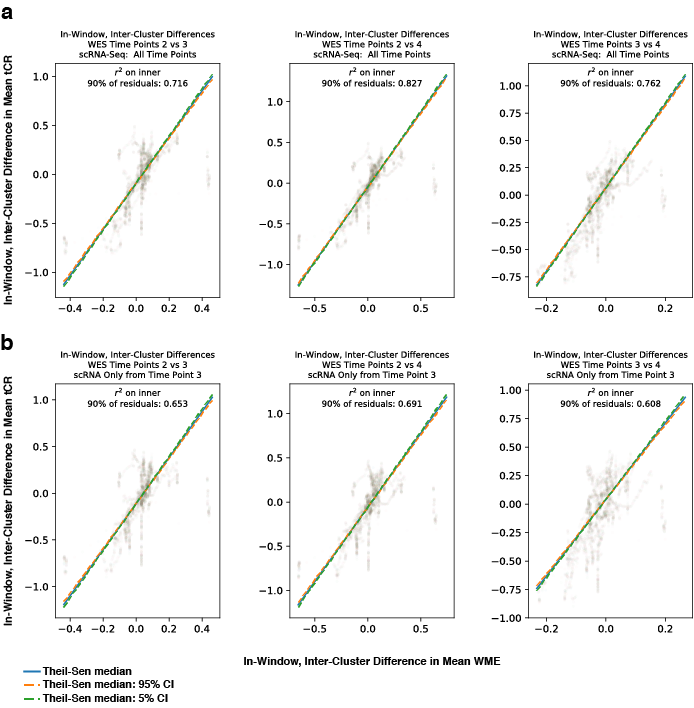 a
In-Window, Inter-Cluster Differences
WES Time Points 2 vs 3
scRNA-Seq:  All Time Points
r² on inner
90% of residuals: 0.716
1.0
0.5
0.0
−0.5
−1.0
−0.4 −0.2 0.0 0.2 0.4
In-Window, Inter-Cluster Differences
WES Time Points 2 vs 4
scRNA-Seq:  All Time Points
r² on inner
90% of residuals: 0.827
1.0
0.5
0.0
−0.5
−1.0
−0.5 0.0 0.5
In-Window, Inter-Cluster Differences
WES Time Points 3 vs 4
scRNA-Seq:  All Time Points
r² on inner
90% of residuals: 0.762
1.00
0.75
0.50
0.25
0.00
−0.25
−0.50
−0.75
−0.2 0.0 0.2
In-Window, Inter-Cluster Difference in Mean tCR
b
In-Window, Inter-Cluster Differences
WES Time Points 2 vs 3
scRNA Only from Time Point 3
r² on inner
90% of residuals: 0.653
1.0
0.5
0.0
−0.5
−1.0
−0.4 −0.2 0.0 0.2 0.4
In-Window, Inter-Cluster Differences
WES Time Points 2 vs 4
scRNA Only from Time Point 3
r² on inner
90% of residuals: 0.691
1.0
0.5
0.0
−0.5
−1.0
−0.5 0.0 0.5
In-Window, Inter-Cluster Differences
WES Time Points 3 vs 4
scRNA Only from Time Point 3
r² on inner
90% of residuals: 0.608
1.00
0.75
0.50
0.25
0.00
−0.25
−0.50
−0.75
−1.00
−0.2 0.0 0.2
In-Window, Inter-Cluster Difference in Mean tCR
In-Window, Inter-Cluster Difference in Mean WME
Theil-Sen median
Theil-Sen median: 95% CI
Theil-Sen median: 5% CI